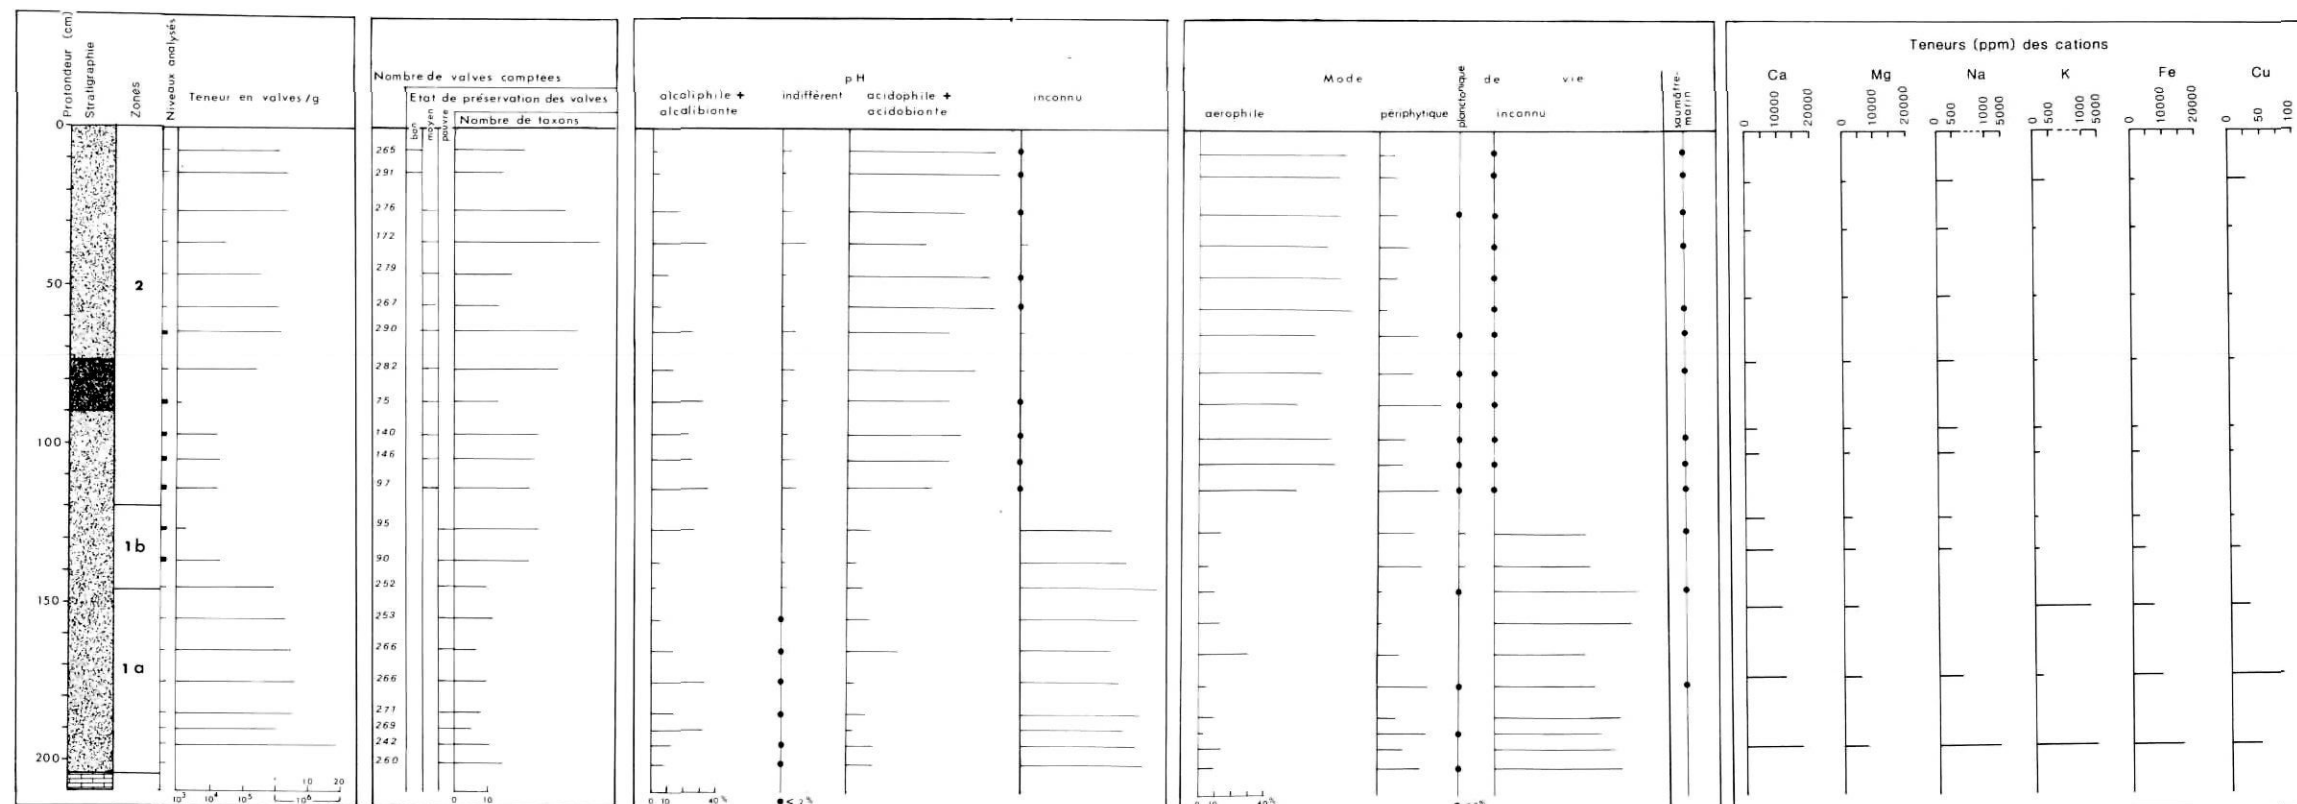 Profondeur (cm)
Stratigraphie
Zones
Niveaux analysés
Teneur en valves/g
Nombre de valves comptées
Etat de préservation des valves
bon
moyen
pauvre
Nombre de taxons
pH
alcaliphile +
alcalibionte
indifférent
acidophile +
acidobionte
inconnu
Mode de vie
aerophile
périphytique
planctonique
inconnu
saumâtre-
marin
Teneurs (ppm) des cations
Ca Mg Na K Fe Cu
0 10000 20000
0 10000 20000
0 500 5000 15000
0 500 5000 15000
0 10000 20000
0 50 100
0
50
100
150
200
2
1b
1a
265
291
276
172
279
267
290
282
75
140
146
97
95
90
252
253
266
266
271
269
242
260
10³ 10⁴ 10⁵ 10⁶
10 20
0 10
0 10 40%
● < 2%
0 10 40%